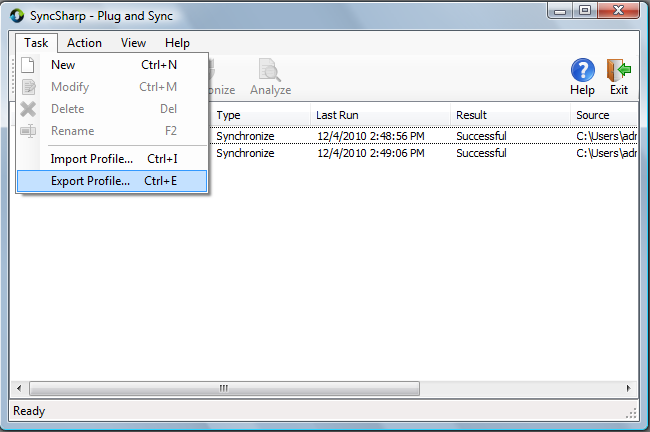 SyncSharp - Plug and Sync
Task Action View Help
New Ctrl+N
Modify Ctrl+M
Delete Del
Rename F2
Import Profile... Ctrl+I
Export Profile... Ctrl+E
onize Analyze Help Exit
Type Last Run Result Source
Synchronize 12/4/2010 2:48:56 PM Successful C:\Users\adr
Synchronize 12/4/2010 2:49:06 PM Successful C:\Users\adr
Ready